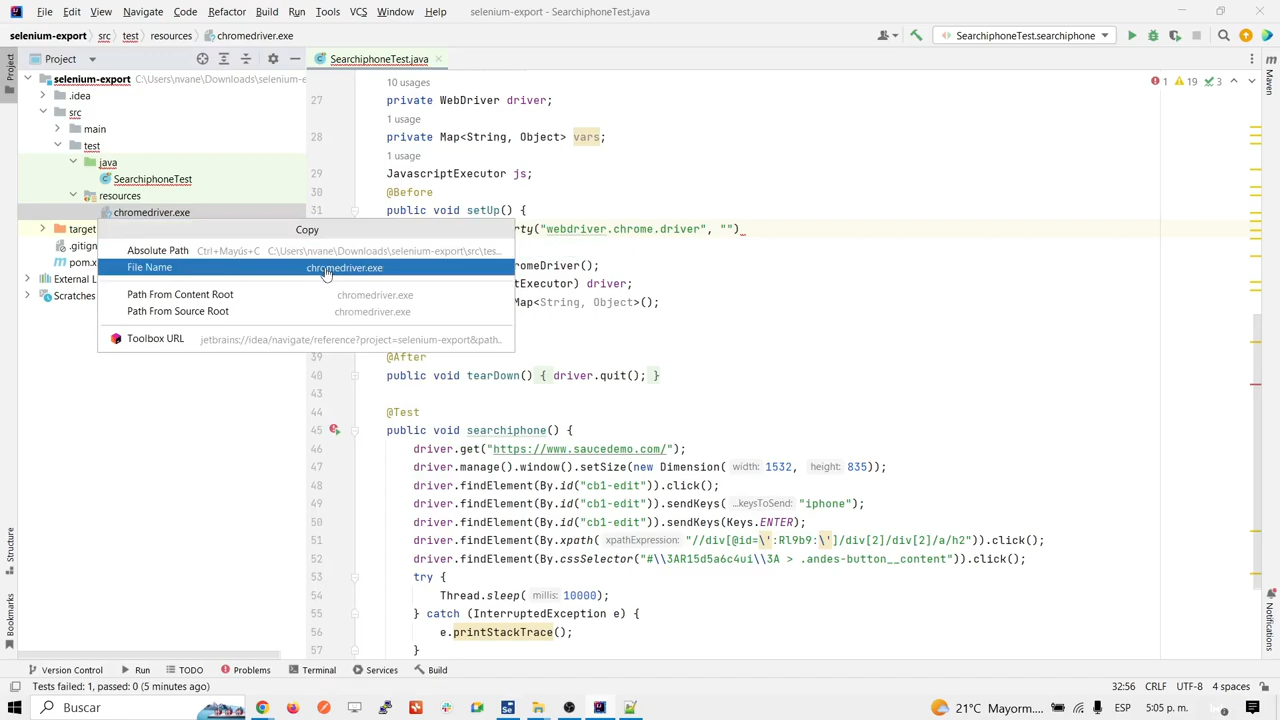 File Edit View Navigate Code Refactor Build Run Tools VCS Window Help selenium-export - SearchiphoneTest.java
selenium-export src test resources chromedriver.exe SearchiphoneTest.searchiphone
Project
Project
SearchiphoneTest.java
selenium-export C:\Users\nvane\Downloads\selenium-e
.idea
src
main
test
java
SearchiphoneTest
resources
chromedriver.exe
target
.gitign
pom.x
External L
Scratches
Copy
Absolute Path Ctrl+Mayús+C C:\Users\nvane\Downloads\selenium-export\src\tes...
File Name chromedriver.exe
Path From Content Root chromedriver.exe
Path From Source Root chromedriver.exe
Toolbox URL jetbrains://idea/navigate/reference?project=selenium-export&path..
1 19 3
10 usages
27 private WebDriver driver;
1 usage
28 private Map<String, Object> vars;
1 usage
29 JavascriptExecutor js;
30 @Before
31 public void setUp() {
rty("webdriver.chrome.driver", "")
omeDriver();
tExecutor) driver;
Map<String, Object>();
39 @After
40 public void tearDown() { driver.quit(); }
43
44 @Test
45 public void searchiphone() {
46 driver.get("https://www.saucedemo.com/");
47 driver.manage().window().setSize(new Dimension( width: 1532, height: 835));
48 driver.findElement(By.id("cb1-edit")).click();
49 driver.findElement(By.id("cb1-edit")).sendKeys( ...keysToSend: "iphone");
50 driver.findElement(By.id("cb1-edit")).sendKeys(Keys.ENTER);
51 driver.findElement(By.xpath( xpathExpression: "//div[@id=\':Rl9b9:\']/div[2]/div[2]/a/h2")).click();
52 driver.findElement(By.cssSelector("#\\3AR15d5a6c4ui\\3A > .andes-button__content")).click();
53 try {
54 Thread.sleep( millis: 10000);
55 } catch (InterruptedException e) {
56 e.printStackTrace();
57 }
Maven
Notifications
Structure
Bookmarks
Version Control Run TODO Problems Terminal Services Build
Tests failed: 1, passed: 0 (5 minutes ago) 32:56 CRLF UTF-8 4 spaces
Buscar 21°C Mayorm.... ESP 5:05 p. m.